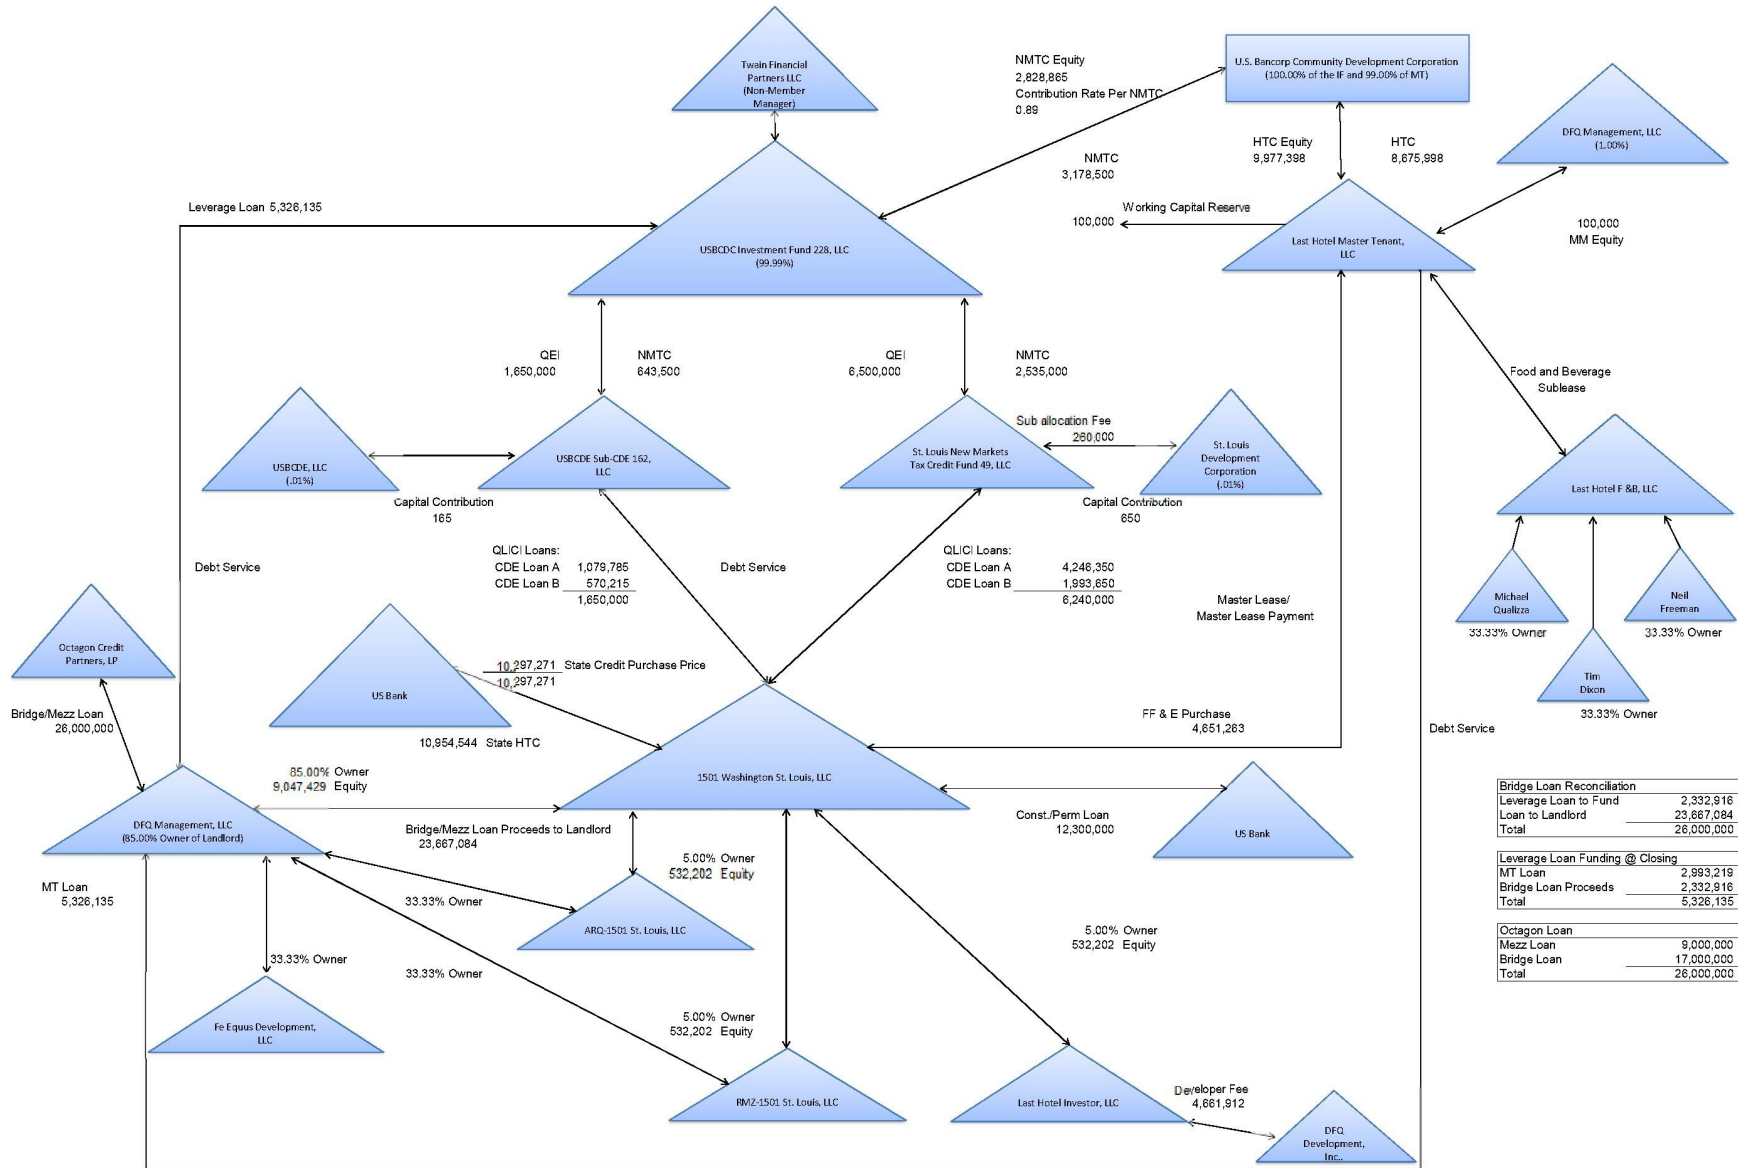 Twain Financial
Partners LLC
(Non-Member
Manager)
NMTC Equity
2,828,865
Contribution Rate Per NMTC
0.89
U.S. Bancorp Community Development Corporation
(100.00% of the IF and 99.00% of MT)
DFQ Management, LLC
(1.00%)
HTC Equity
9,977,398
HTC
8,675,998
NMTC
3,178,500
Leverage Loan 5,326,135
Working Capital Reserve
100,000
100,000
MM Equity
USBCDC Investment Fund 228, LLC
(99.99%)
Last Hotel Master Tenant,
LLC
QEI
1,650,000
NMTC
643,500
QEI
6,500,000
NMTC
2,535,000
Food and Beverage
Sublease
USBCDE, LLC
(.01%)
USBCDE Sub-CDE 162,
LLC
St. Louis New Markets
Tax Credit Fund 49, LLC
Sub allocation Fee
260,000
St. Louis
Development
Corporation
(.01%)
Last Hotel F &B, LLC
Capital Contribution
165
Capital Contribution
650
Debt Service
QLICI Loans:
CDE Loan A 1,079,785
CDE Loan B 570,215
1,650,000
Debt Service
QLICI Loans:
CDE Loan A 4,246,350
CDE Loan B 1,993,650
6,240,000
Master Lease/
Master Lease Payment
Michael
Qualizza
33.33% Owner
Neil
Freeman
33.33% Owner
Tim
Dixon
33.33% Owner
Octagon Credit
Partners, LP
Bridge/Mezz Loan
26,000,000
US Bank
10,297,271 State Credit Purchase Price
10,297,271
10,954,544 State HTC
FF & E Purchase
4,651,263
Debt Service
85.00% Owner
9,047,429 Equity
1501 Washington St. Louis, LLC
DFQ Management, LLC
(85.00% Owner of Landlord)
Bridge/Mezz Loan Proceeds to Landlord
23,667,084
Const./Perm Loan
12,300,000
US Bank
MT Loan
5,326,135
5.00% Owner
532,202 Equity
33.33% Owner
ARQ-1501 St. Louis, LLC
33.33% Owner
33.33% Owner
5.00% Owner
532,202 Equity
Fe Equus Development,
LLC
5.00% Owner
532,202 Equity
RMZ-1501 St. Louis, LLC
Last Hotel Investor, LLC
Developer Fee
4,661,912
DFQ
Development,
Inc..
Bridge Loan Reconciliation
Leverage Loan to Fund 2,332,916
Loan to Landlord 23,667,084
Total 26,000,000
Leverage Loan Funding @ Closing
MT Loan 2,993,219
Bridge Loan Proceeds 2,332,916
Total 5,326,135
Octagon Loan
Mezz Loan 9,000,000
Bridge Loan 17,000,000
Total 26,000,000